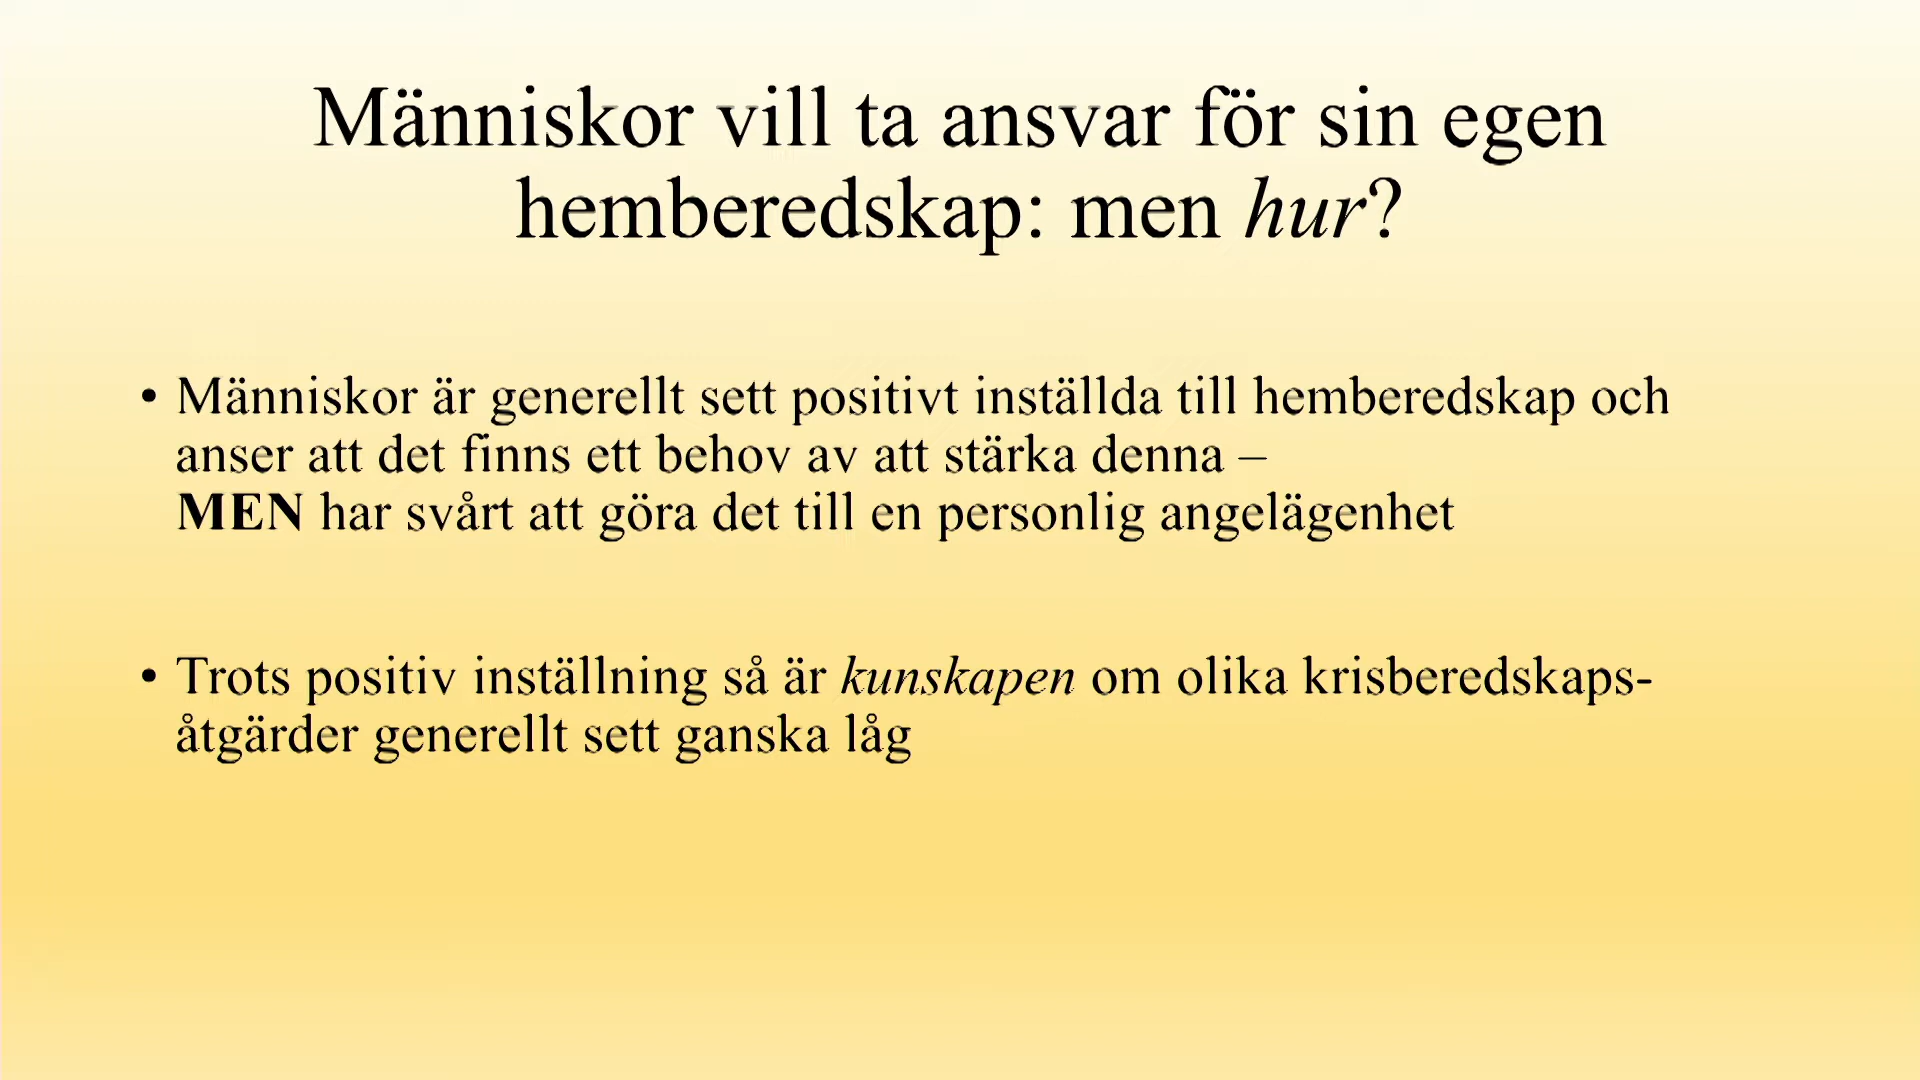 Människor vill ta ansvar för sin egen
hemberedskap: men hur?
• Människor är generellt sett positivt inställda till hemberedskap och
anser att det finns ett behov av att stärka denna –
MEN har svårt att göra det till en personlig angelägenhet
• Trots positiv inställning så är kunskapen om olika krisberedskaps-
åtgärder generellt sett ganska låg